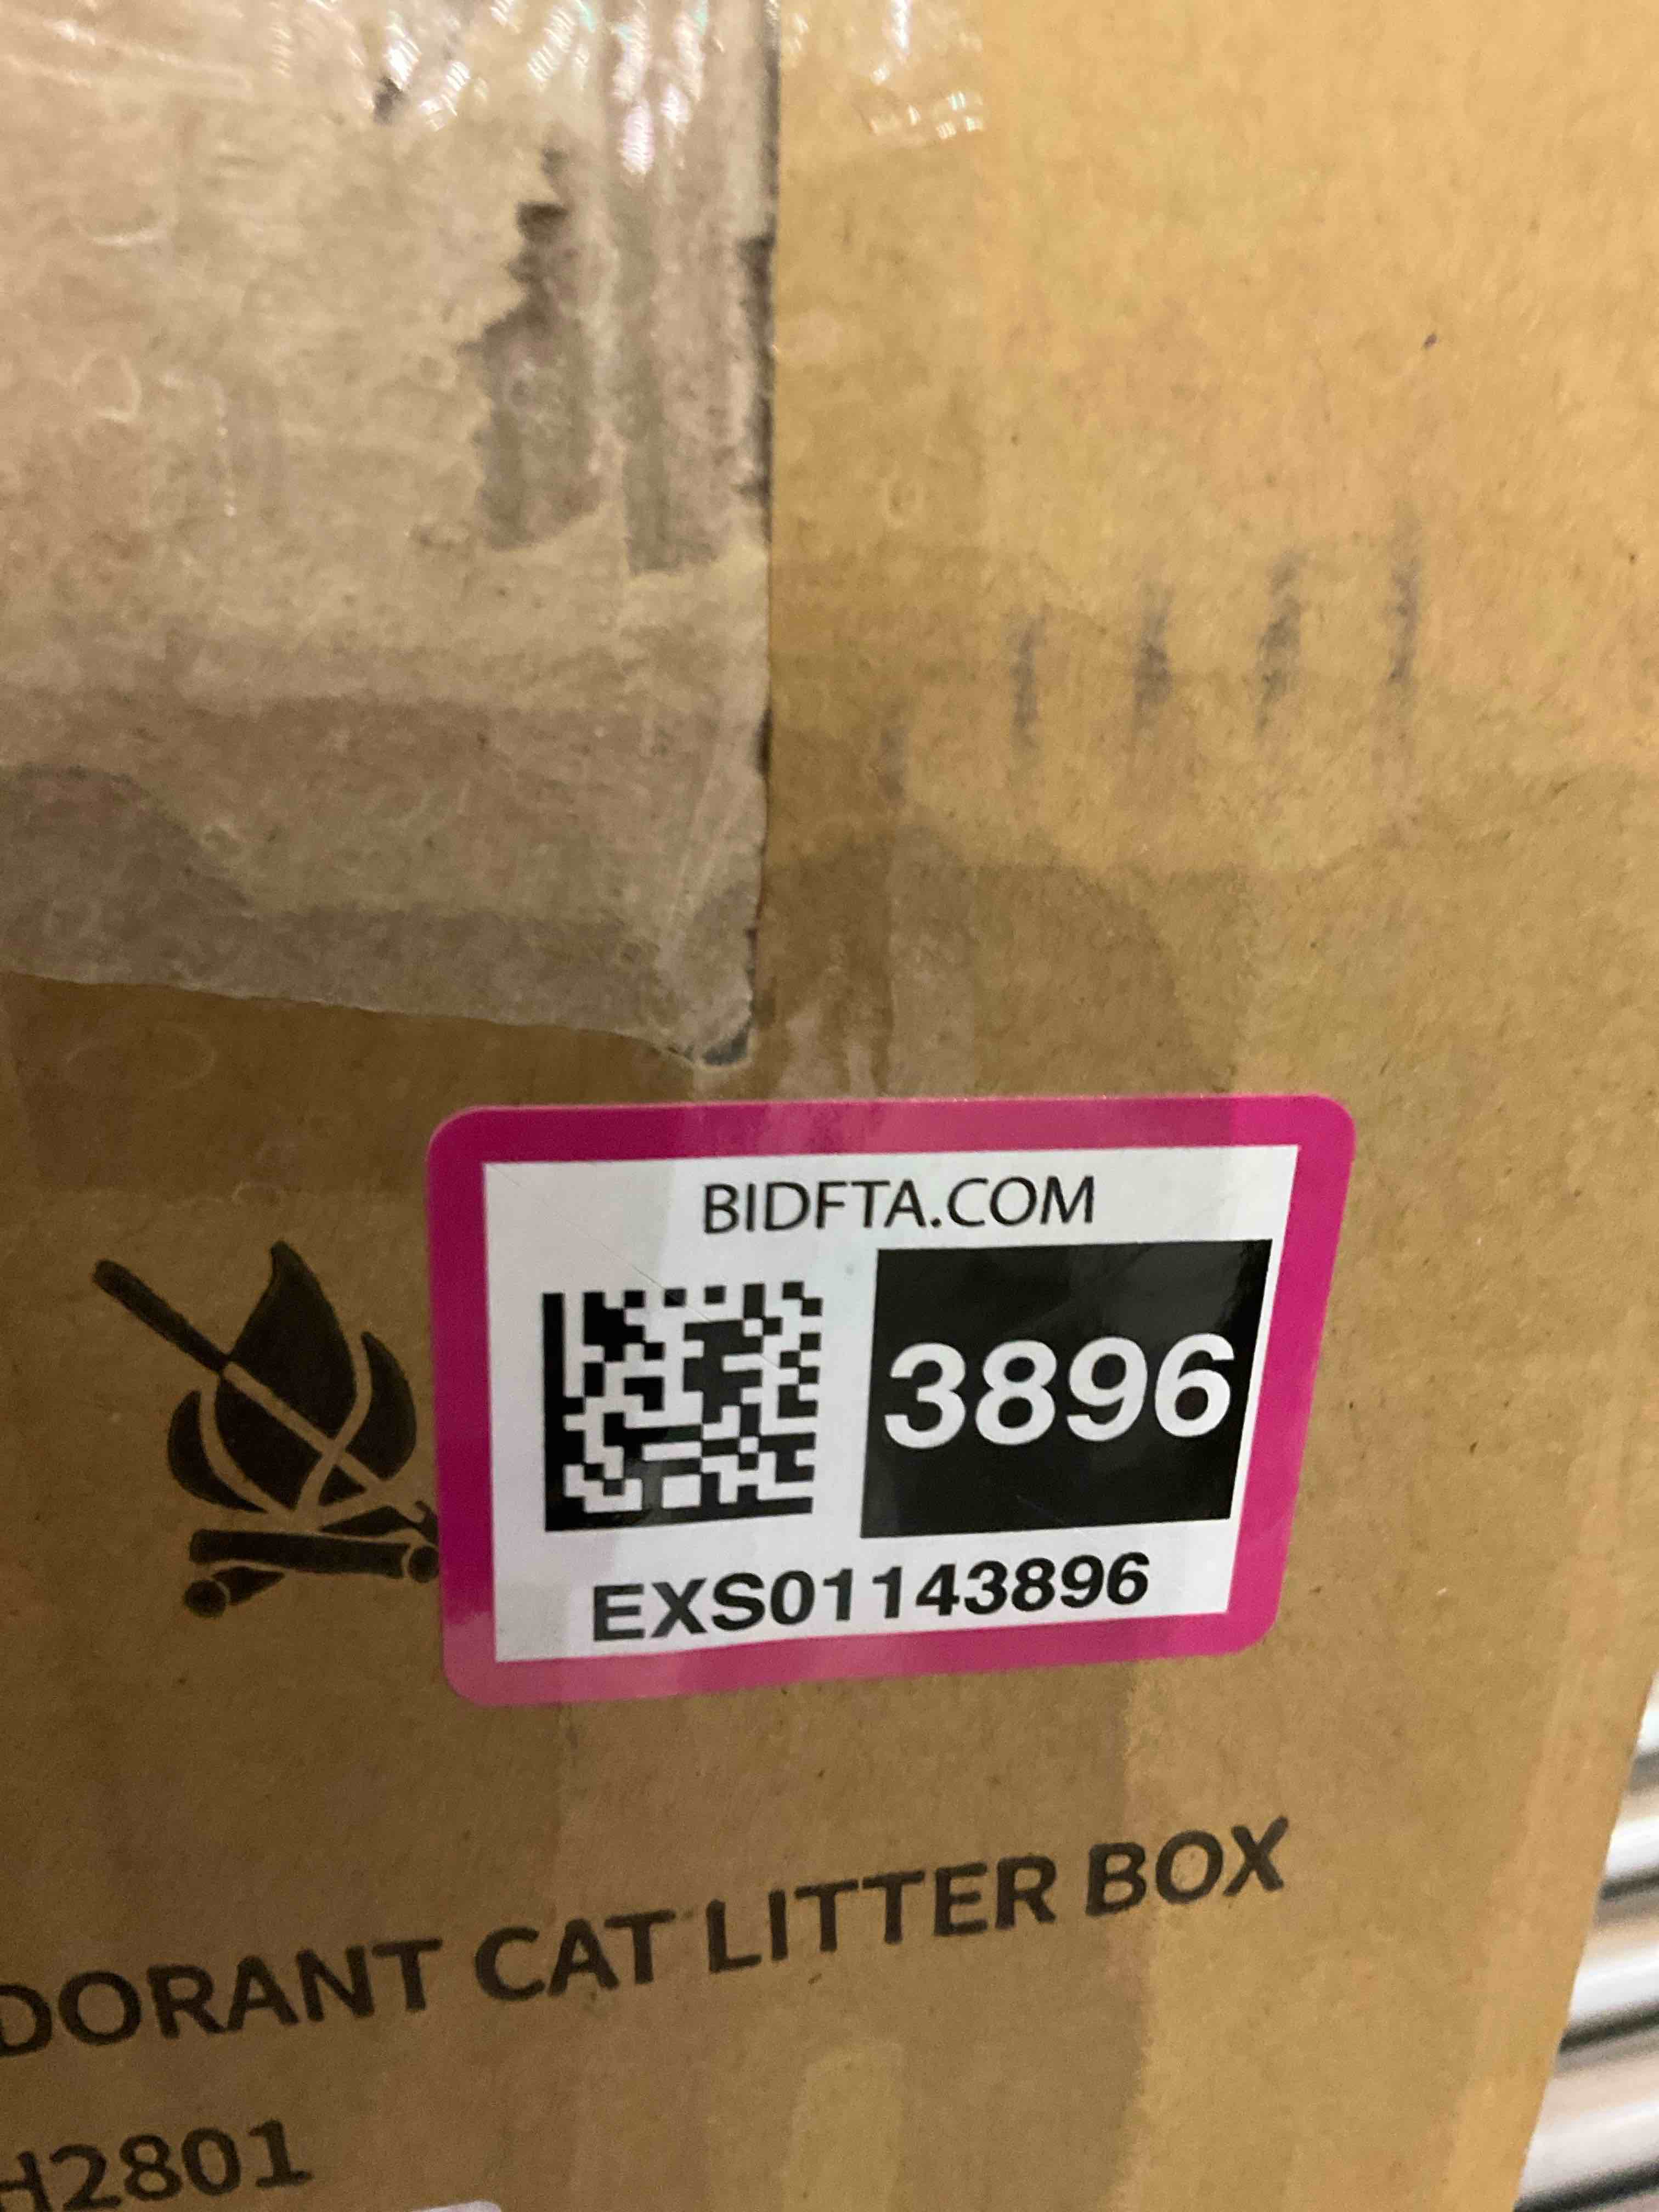 BIDFTA.COM
3896
EXS01143896
DORANT CAT LITTER BOX
H2801